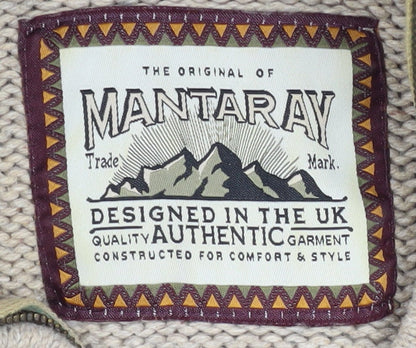 THE ORIGINAL OF
MANTARAY
Trade Mark.
DESIGNED IN THE UK
QUALITY AUTHENTIC GARMENT
CONSTRUCTED FOR COMFORT & STYLE